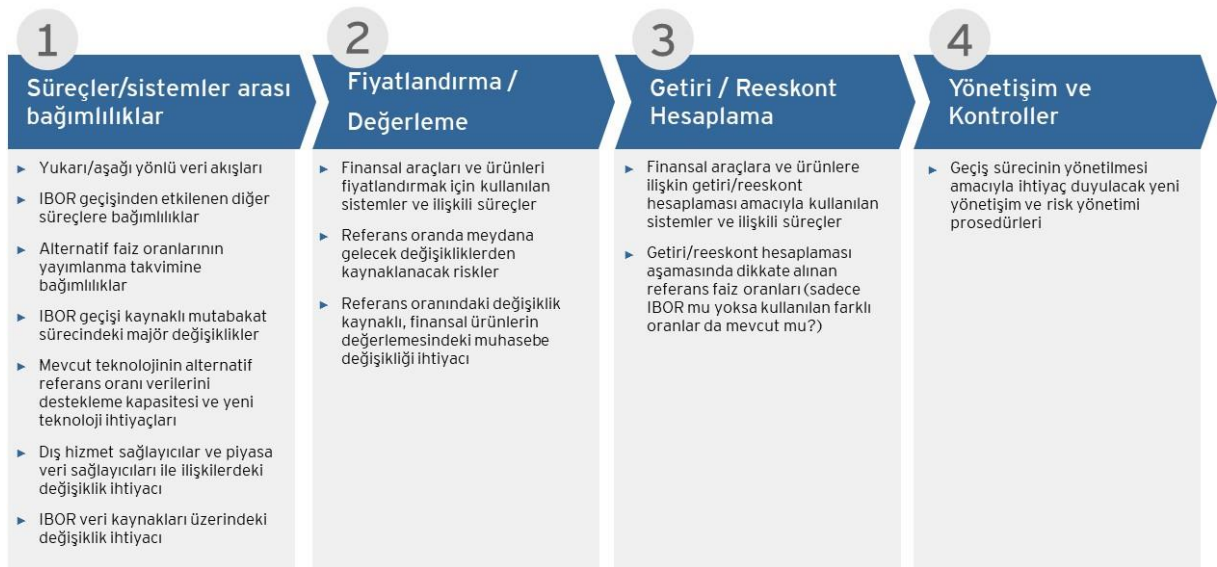 1
Süreçler/sistemler arası
bağımlılıklar
► Yukarı/aşağı yönlü veri akışları
► IBOR geçişinden etkilenen diğer
süreçlere bağımlılıklar
► Alternatif faiz oranlarının
yayımlanma takvimine
bağımlılıklar
► IBOR geçişi kaynaklı mutabakat
sürecindeki majör değişiklikler
► Mevcut teknolojinin alternatif
referans oranı verilerini
destekleme kapasitesi ve yeni
teknoloji ihtiyaçları
► Dış hizmet sağlayıcılar ve piyasa
veri sağlayıcıları ile ilişkilerdeki
değişiklik ihtiyacı
► IBOR veri kaynakları üzerindeki
değişiklik ihtiyacı
2
Fiyatlandırma /
Değerleme
► Finansal araçları ve ürünleri
fiyatlandırmak için kullanılan
sistemler ve ilişkili süreçler
► Referans oranda meydana
gelecek değişikliklerden
kaynaklanacak riskler
► Referans oranındaki değişiklik
kaynaklı, finansal ürünlerin
değerlemesindeki muhasebe
değişikliği ihtiyacı
3
Getiri / Reeskont
Hesaplama
► Finansal araçlara ve ürünlere
ilişkin getiri/reeskont
hesaplaması amacıyla kullanılan
sistemler ve ilişkili süreçler
► Getiri/reeskont hesaplaması
aşamasında dikkate alınan
referans faiz oranları (sadece
IBOR mu yoksa kullanılan farklı
oranlar da mevcut mu?)
4
Yönetişim ve
Kontroller
► Geçiş sürecinin yönetilmesi
amacıyla ihtiyaç duyulacak yeni
yönetişim ve risk yönetimi
prosedürleri